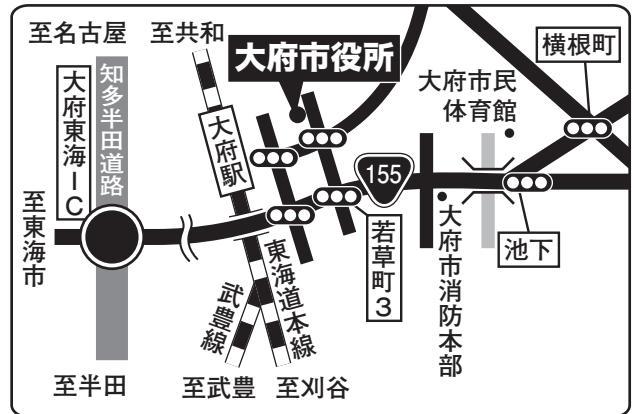 至名古屋
至共和
大府市役所
横根町
大府市民
体育館
大府東海IC
知多半田道路
大府駅
155
至東海市
若草町3
大府市消防本部
池下
東海道本線
武豊線
至半田
至武豊
至刈谷